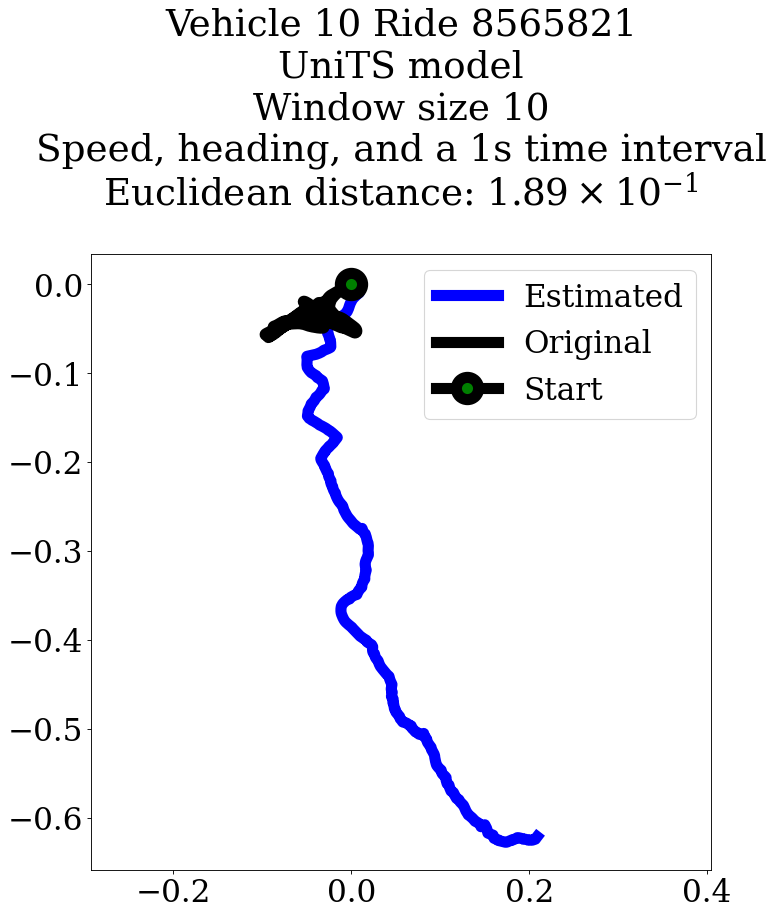 Vehicle 10 Ride 8565821
UniTS model
Window size 10
Speed, heading, and a 1s time interval
Euclidean distance: 1.89 × 10⁻¹
Estimated
Original
Start
0.0
−0.1
−0.2
−0.3
−0.4
−0.5
−0.6
−0.2 0.0 0.2 0.4